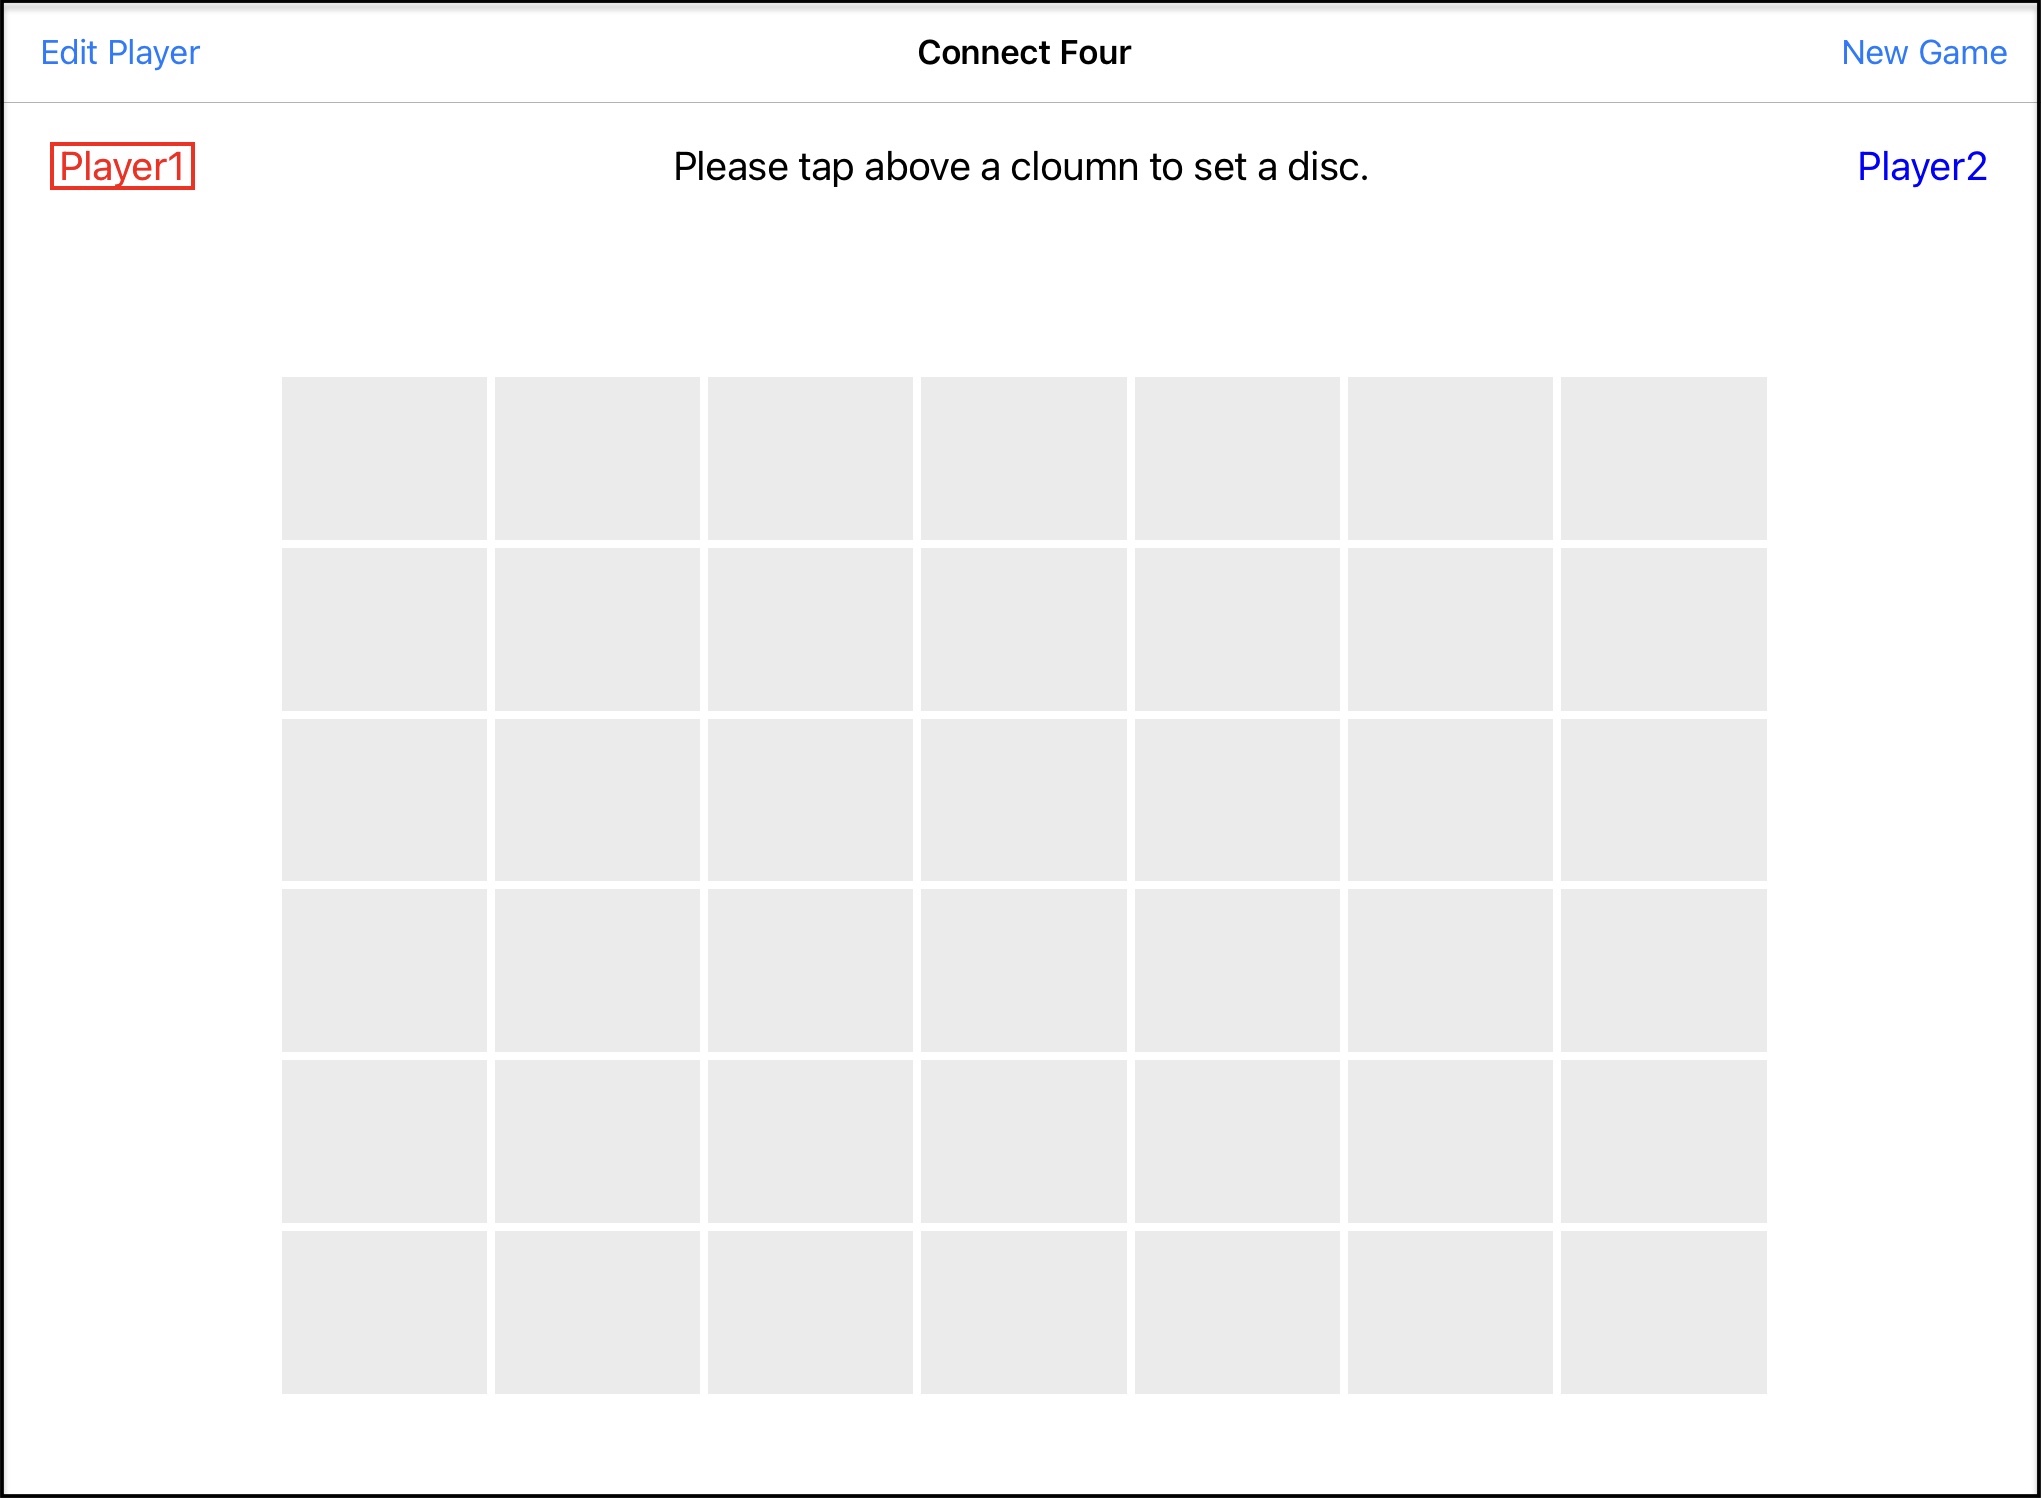 Edit Player
Connect Four
New Game
Player1
Please tap above a cloumn to set a disc.
Player2